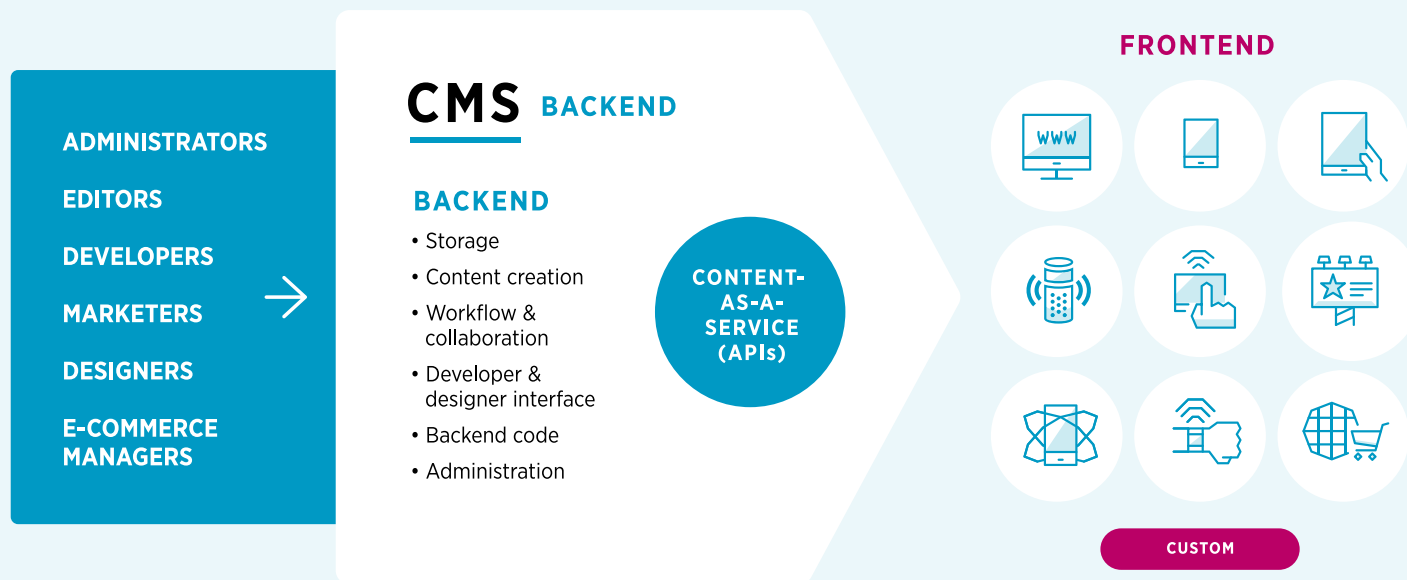 ADMINISTRATORS
EDITORS
DEVELOPERS
MARKETERS
DESIGNERS
E-COMMERCE
MANAGERS
CMS BACKEND
BACKEND
• Storage
• Content creation
• Workflow &
collaboration
• Developer &
designer interface
• Backend code
• Administration
CONTENT-
AS-A-
SERVICE
(APIs)
FRONTEND
WWW
CUSTOM